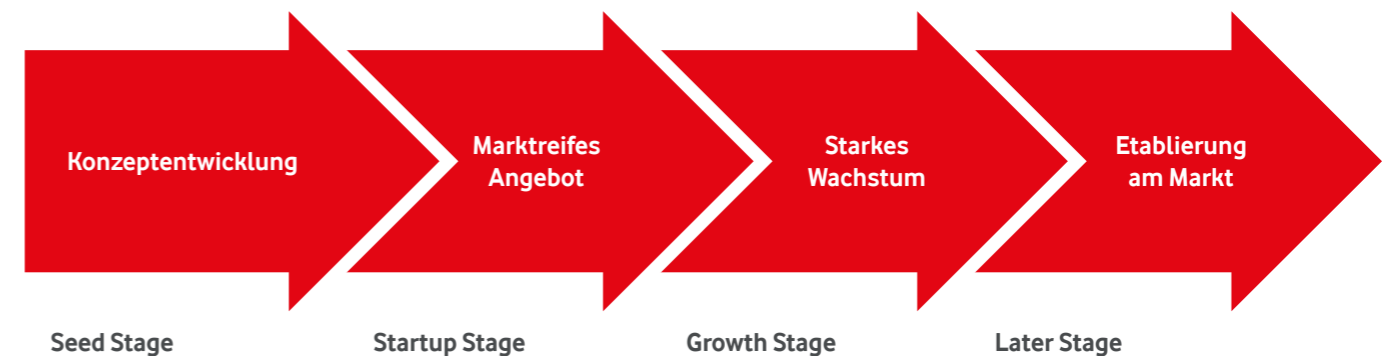 Konzeptentwicklung
Marktreifes
Angebot
Starkes
Wachstum
Etablierung
am Markt
Seed Stage
Startup Stage
Growth Stage
Later Stage